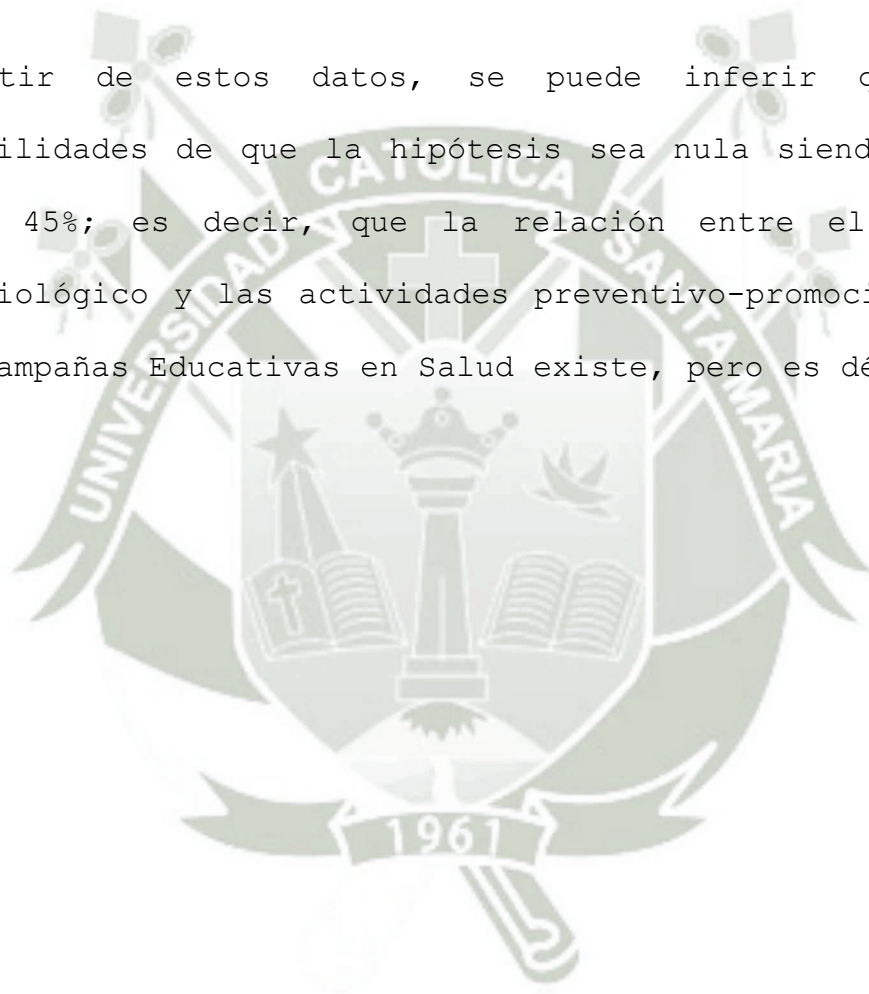 tir de estos datos, se puede inferir
ilidades de que la hipótesis sea nula siend
45%; es decir, que la relación entre el
iológico y las actividades preventivo-promoci
ampañas Educativas en Salud existe, pero es dé
UNIVERSIDAD CATOLICA SANTA MARIA
1961